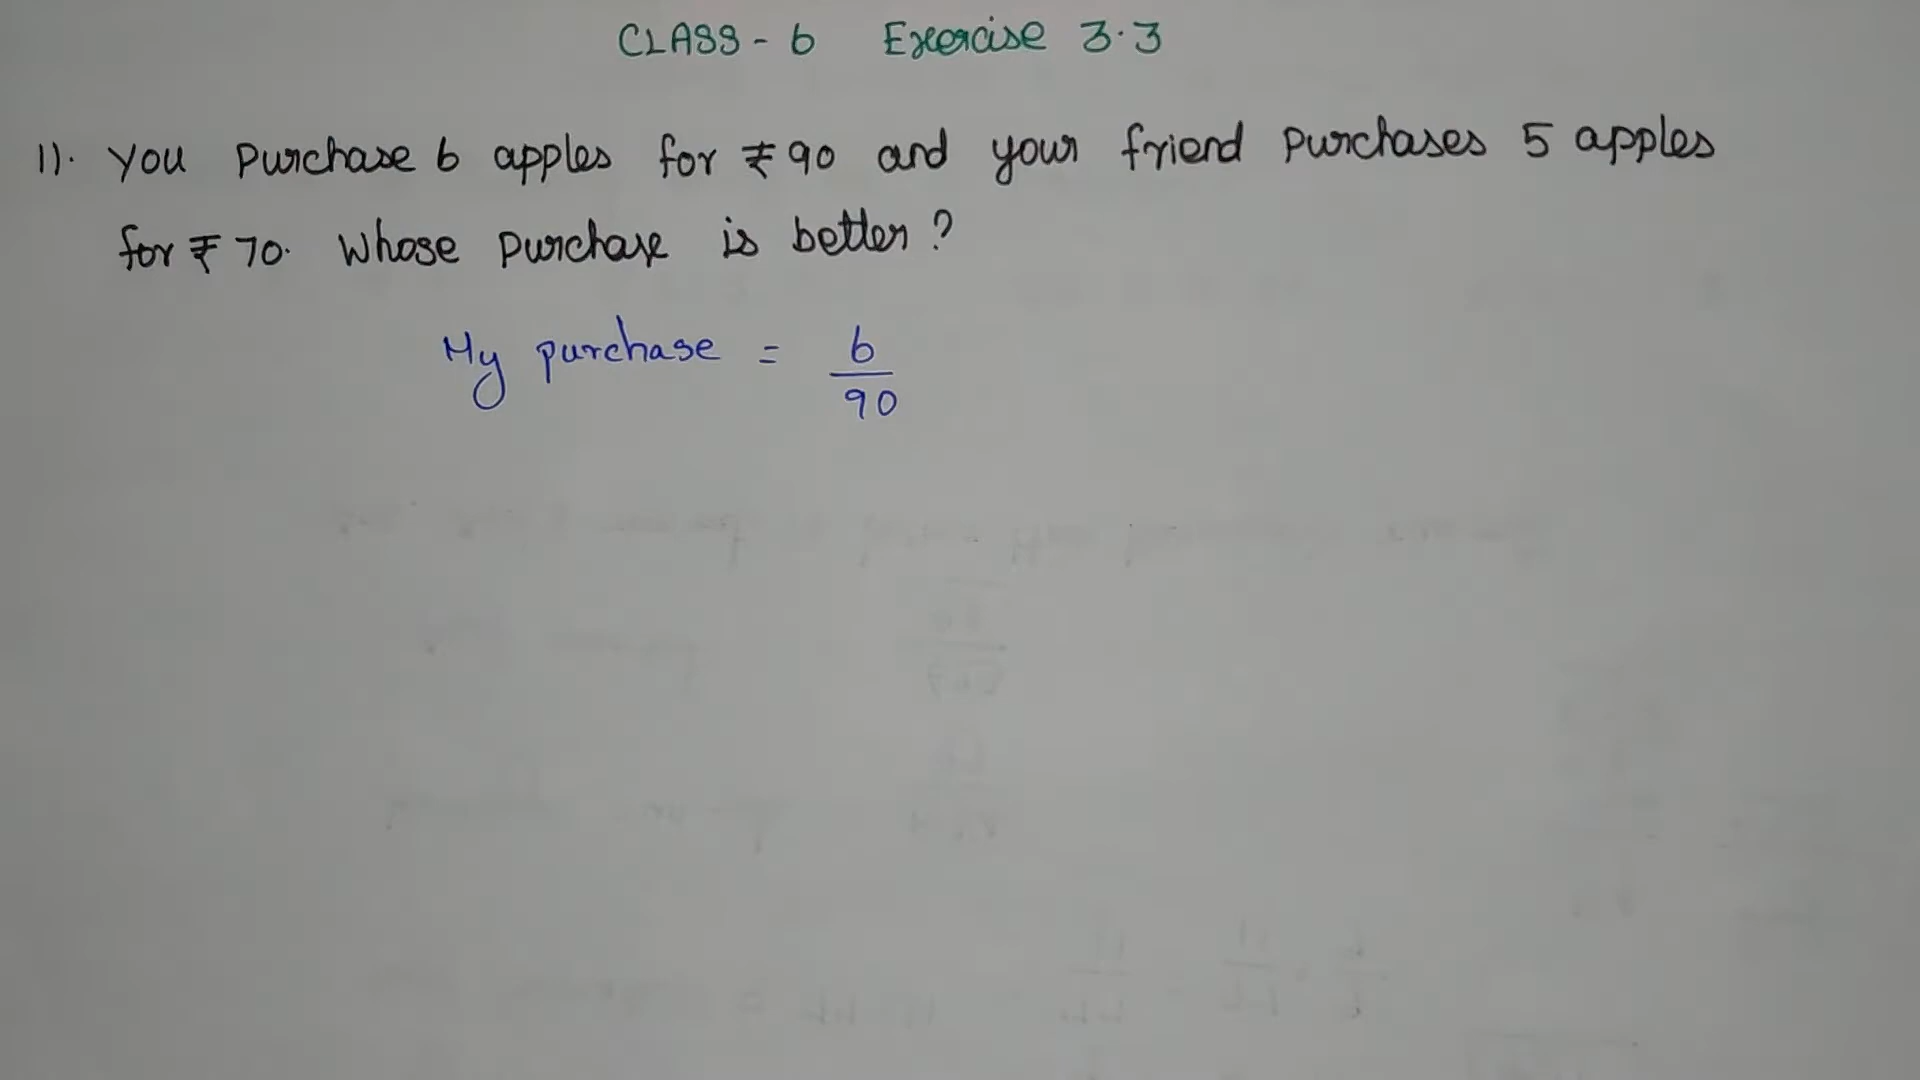 CLASS - 6 Exercise 3.3
11. You purchase 6 apples for ₹ 90 and your friend purchases 5 apples
for ₹ 70. Whose purchase is better?
My purchase = 6
90